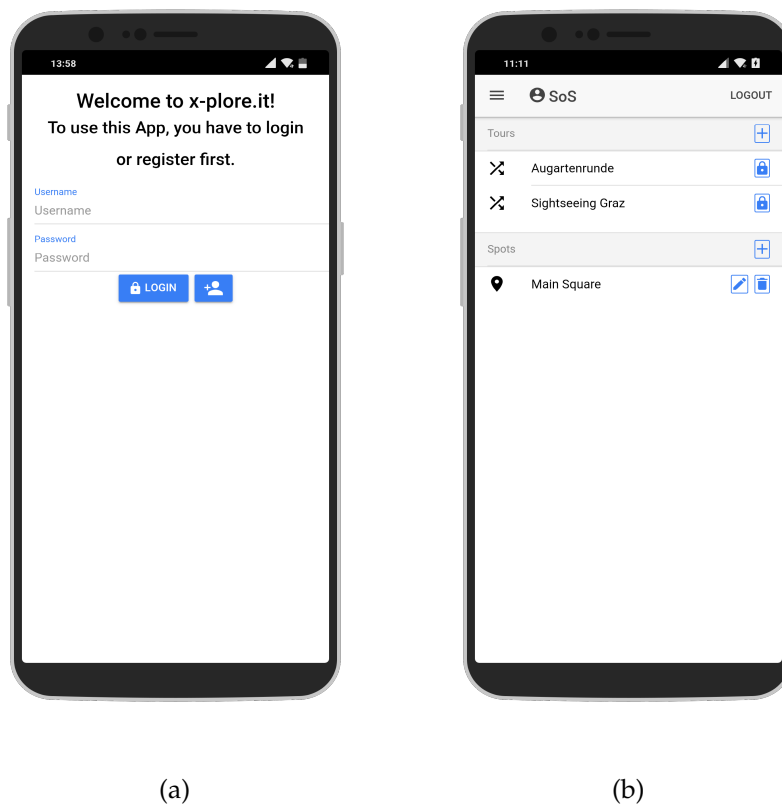 13:58
Welcome to x-plore.it!
To use this App, you have to login
or register first.
Username
Username
Password
Password
LOGIN
(a)
11:11
SoS
LOGOUT
Tours
Augartenrunde
Sightseeing Graz
Spots
Main Square
(b)